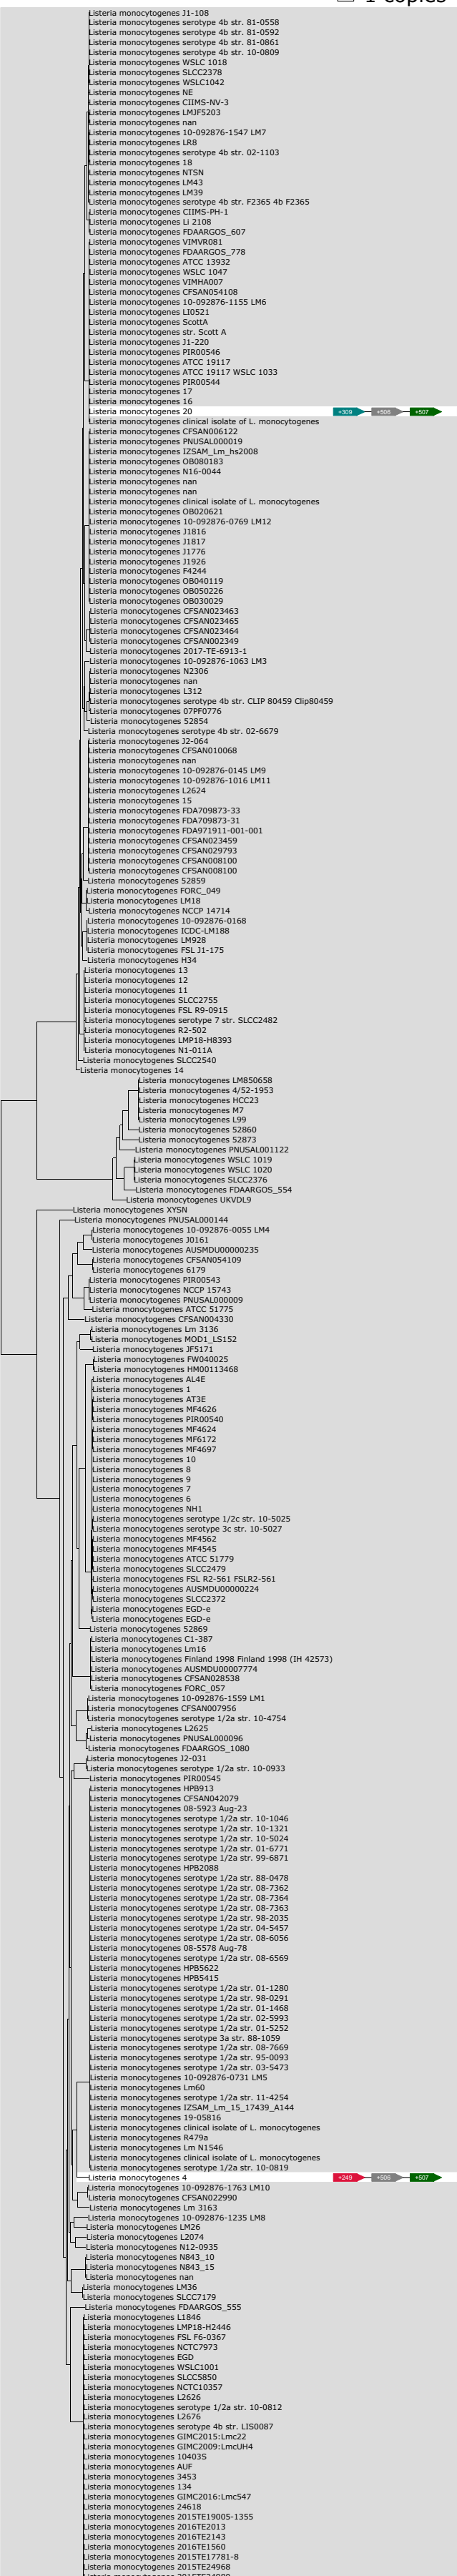 1 copies
Listeria monocytogenes J1-108
Listeria monocytogenes serotype 4b str. 81-0558
Listeria monocytogenes serotype 4b str. 81-0592
Listeria monocytogenes serotype 4b str. 81-0861
Listeria monocytogenes serotype 4b str. 10-0809
Listeria monocytogenes WSLC 1018
Listeria monocytogenes SLCC2378
Listeria monocytogenes WSLC1042
Listeria monocytogenes NE
Listeria monocytogenes CIIMS-NV-3
Listeria monocytogenes LMJF5203
Listeria monocytogenes nan
Listeria monocytogenes 10-092876-1547 LM7
Listeria monocytogenes LR8
Listeria monocytogenes serotype 4b str. 02-1103
Listeria monocytogenes 18
Listeria monocytogenes NTSN
Listeria monocytogenes LM43
Listeria monocytogenes LM39
Listeria monocytogenes serotype 4b str. F2365 4b F2365
Listeria monocytogenes CIIMS-PH-1
Listeria monocytogenes Li 2108
Listeria monocytogenes FDAARGOS_607
Listeria monocytogenes VIMVR081
Listeria monocytogenes FDAARGOS_778
Listeria monocytogenes ATCC 13932
Listeria monocytogenes WSLC 1047
Listeria monocytogenes VIMHA007
Listeria monocytogenes CFSAN054108
Listeria monocytogenes 10-092876-1155 LM6
Listeria monocytogenes LI0521
Listeria monocytogenes ScottA
Listeria monocytogenes str. Scott A
Listeria monocytogenes J1-220
Listeria monocytogenes PIR00546
Listeria monocytogenes ATCC 19117
Listeria monocytogenes ATCC 19117 WSLC 1033
Listeria monocytogenes PIR00544
Listeria monocytogenes 17
Listeria monocytogenes 16
Listeria monocytogenes 20 +309 +508 +507
Listeria monocytogenes clinical isolate of L. monocytogenes
Listeria monocytogenes CFSAN006122
Listeria monocytogenes PNUSAL000019
Listeria monocytogenes IZSAM_Lm_hs2008
Listeria monocytogenes OB080183
Listeria monocytogenes N16-0044
Listeria monocytogenes nan
Listeria monocytogenes nan
Listeria monocytogenes clinical isolate of L. monocytogenes
Listeria monocytogenes OB020621
Listeria monocytogenes 10-092876-0769 LM12
Listeria monocytogenes J1816
Listeria monocytogenes J1817
Listeria monocytogenes J1776
Listeria monocytogenes J1926
Listeria monocytogenes F4244
Listeria monocytogenes OB040119
Listeria monocytogenes OB050226
Listeria monocytogenes OB030029
Listeria monocytogenes CFSAN023463
Listeria monocytogenes CFSAN023465
Listeria monocytogenes CFSAN023464
Listeria monocytogenes CFSAN002349
Listeria monocytogenes 2017-TE-6913-1
Listeria monocytogenes 10-092876-1063 LM3
Listeria monocytogenes N2306
Listeria monocytogenes nan
Listeria monocytogenes L312
Listeria monocytogenes serotype 4b str. CLIP 80459 Clip80459
Listeria monocytogenes 07PF0776
Listeria monocytogenes 52854
Listeria monocytogenes serotype 4b str. 02-6679
Listeria monocytogenes J2-064
Listeria monocytogenes CFSAN010068
Listeria monocytogenes nan
Listeria monocytogenes 10-092876-0145 LM9
Listeria monocytogenes 10-092876-1016 LM11
Listeria monocytogenes L2624
Listeria monocytogenes 15
Listeria monocytogenes FDA709873-33
Listeria monocytogenes FDA709873-31
Listeria monocytogenes FDA971911-001-001
Listeria monocytogenes CFSAN023459
Listeria monocytogenes CFSAN029793
Listeria monocytogenes CFSAN008100
Listeria monocytogenes CFSAN008100
Listeria monocytogenes 52859
Listeria monocytogenes FORC_049
Listeria monocytogenes LM18
Listeria monocytogenes NCCP 14714
Listeria monocytogenes 10-092876-0168
Listeria monocytogenes ICDC-LM188
Listeria monocytogenes LM928
Listeria monocytogenes FSL J1-175
Listeria monocytogenes H34
Listeria monocytogenes 13
Listeria monocytogenes 12
Listeria monocytogenes 11
Listeria monocytogenes SLCC2755
Listeria monocytogenes FSL R9-0915
Listeria monocytogenes serotype 7 str. SLCC2482
Listeria monocytogenes R2-502
Listeria monocytogenes LMP18-H8393
Listeria monocytogenes N1-011A
Listeria monocytogenes SLCC2540
Listeria monocytogenes 14
Listeria monocytogenes LM850658
Listeria monocytogenes 4/52-1953
Listeria monocytogenes HCC23
Listeria monocytogenes M7
Listeria monocytogenes L99
Listeria monocytogenes 52860
Listeria monocytogenes 52873
Listeria monocytogenes PNUSAL001122
Listeria monocytogenes WSLC 1019
Listeria monocytogenes WSLC 1020
Listeria monocytogenes SLCC2376
Listeria monocytogenes FDAARGOS_554
Listeria monocytogenes UKVDL9
Listeria monocytogenes XYSN
Listeria monocytogenes PNUSAL000144
Listeria monocytogenes 10-092876-0055 LM4
Listeria monocytogenes J0161
Listeria monocytogenes AUSMDU00000235
Listeria monocytogenes CFSAN054109
Listeria monocytogenes 6179
Listeria monocytogenes PIR00543
Listeria monocytogenes NCCP 15743
Listeria monocytogenes PNUSAL000009
Listeria monocytogenes ATCC 51775
Listeria monocytogenes CFSAN004330
Listeria monocytogenes Lm 3136
Listeria monocytogenes MOD1_LS152
Listeria monocytogenes JF5171
Listeria monocytogenes FW040025
Listeria monocytogenes HM00113468
Listeria monocytogenes AL4E
Listeria monocytogenes 1
Listeria monocytogenes AT3E
Listeria monocytogenes MF4626
Listeria monocytogenes PIR00540
Listeria monocytogenes MF4624
Listeria monocytogenes MF6172
Listeria monocytogenes MF4697
Listeria monocytogenes 10
Listeria monocytogenes 8
Listeria monocytogenes 9
Listeria monocytogenes 7
Listeria monocytogenes 6
Listeria monocytogenes NH1
Listeria monocytogenes serotype 1/2c str. 10-5025
Listeria monocytogenes serotype 3c str. 10-5027
Listeria monocytogenes MF4562
Listeria monocytogenes MF4545
Listeria monocytogenes ATCC 51779
Listeria monocytogenes SLCC2479
Listeria monocytogenes FSL R2-561 FSLR2-561
Listeria monocytogenes AUSMDU00000224
Listeria monocytogenes SLCC2372
Listeria monocytogenes EGD-e
Listeria monocytogenes EGD-e
Listeria monocytogenes 52869
Listeria monocytogenes C1-387
Listeria monocytogenes Lm16
Listeria monocytogenes Finland 1998 Finland 1998 (IH 42573)
Listeria monocytogenes AUSMDU00007774
Listeria monocytogenes CFSAN028538
Listeria monocytogenes FORC_057
Listeria monocytogenes 10-092876-1559 LM1
Listeria monocytogenes CFSAN007956
Listeria monocytogenes serotype 1/2a str. 10-4754
Listeria monocytogenes L2625
Listeria monocytogenes PNUSAL000096
Listeria monocytogenes FDAARGOS_1080
Listeria monocytogenes J2-031
Listeria monocytogenes serotype 1/2a str. 10-0933
Listeria monocytogenes PIR00545
Listeria monocytogenes HPB913
Listeria monocytogenes CFSAN042079
Listeria monocytogenes 08-5923 Aug-23
Listeria monocytogenes serotype 1/2a str. 10-1046
Listeria monocytogenes serotype 1/2a str. 10-1321
Listeria monocytogenes serotype 1/2a str. 10-5024
Listeria monocytogenes serotype 1/2a str. 01-6771
Listeria monocytogenes serotype 1/2a str. 99-6871
Listeria monocytogenes HPB2088
Listeria monocytogenes serotype 1/2a str. 88-0478
Listeria monocytogenes serotype 1/2a str. 08-7362
Listeria monocytogenes serotype 1/2a str. 08-7364
Listeria monocytogenes serotype 1/2a str. 08-7363
Listeria monocytogenes serotype 1/2a str. 98-2035
Listeria monocytogenes serotype 1/2a str. 04-5457
Listeria monocytogenes serotype 1/2a str. 08-6056
Listeria monocytogenes 08-5578 Aug-78
Listeria monocytogenes serotype 1/2a str. 08-6569
Listeria monocytogenes HPB5622
Listeria monocytogenes HPB5415
Listeria monocytogenes serotype 1/2a str. 01-1280
Listeria monocytogenes serotype 1/2a str. 98-0291
Listeria monocytogenes serotype 1/2a str. 01-1468
Listeria monocytogenes serotype 1/2a str. 02-5993
Listeria monocytogenes serotype 1/2a str. 01-5252
Listeria monocytogenes serotype 3a str. 88-1059
Listeria monocytogenes serotype 1/2a str. 08-7669
Listeria monocytogenes serotype 1/2a str. 95-0093
Listeria monocytogenes serotype 1/2a str. 03-5473
Listeria monocytogenes 10-092876-0731 LM5
Listeria monocytogenes Lm60
Listeria monocytogenes serotype 1/2a str. 11-4254
Listeria monocytogenes IZSAM_Lm_15_17439_A144
Listeria monocytogenes 19-05816
Listeria monocytogenes clinical isolate of L. monocytogenes
Listeria monocytogenes R479a
Listeria monocytogenes Lm N1546
Listeria monocytogenes clinical isolate of L. monocytogenes
Listeria monocytogenes serotype 1/2a str. 10-0819
Listeria monocytogenes 4 +249 +508 +507
Listeria monocytogenes 10-092876-1763 LM10
Listeria monocytogenes CFSAN022990
Listeria monocytogenes Lm 3163
Listeria monocytogenes 10-092876-1235 LM8
Listeria monocytogenes LM26
Listeria monocytogenes L2074
Listeria monocytogenes N12-0935
Listeria monocytogenes N843_10
Listeria monocytogenes N843_15
Listeria monocytogenes nan
Listeria monocytogenes LM36
Listeria monocytogenes SLCC7179
Listeria monocytogenes FDAARGOS_555
Listeria monocytogenes L1846
Listeria monocytogenes LMP18-H2446
Listeria monocytogenes FSL F6-0367
Listeria monocytogenes NCTC7973
Listeria monocytogenes EGD
Listeria monocytogenes WSLC1001
Listeria monocytogenes SLCC5850
Listeria monocytogenes NCTC10357
Listeria monocytogenes L2626
Listeria monocytogenes serotype 1/2a str. 10-0812
Listeria monocytogenes L2676
Listeria monocytogenes serotype 4b str. LIS0087
Listeria monocytogenes GIMC2015:Lmc22
Listeria monocytogenes GIMC2009:LmcUH4
Listeria monocytogenes 10403S
Listeria monocytogenes AUF
Listeria monocytogenes 3453
Listeria monocytogenes 134
Listeria monocytogenes GIMC2016:Lmc547
Listeria monocytogenes 24618
Listeria monocytogenes 2015TE19005-1355
Listeria monocytogenes 2016TE2013
Listeria monocytogenes 2016TE2143
Listeria monocytogenes 2016TE1560
Listeria monocytogenes 2015TE17781-8
Listeria monocytogenes 2015TE24968